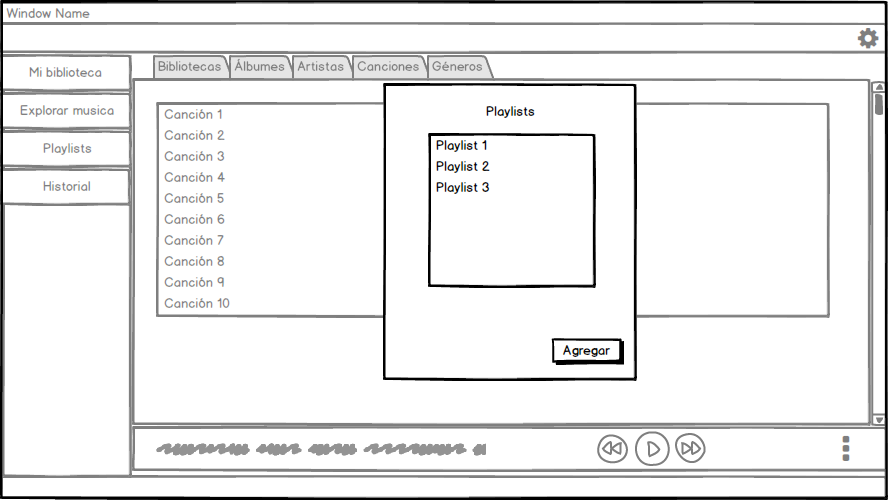 Window Name
Mi biblioteca
Explorar musica
Playlists
Historial
Bibliotecas
Álbumes
Artistas
Canciones
Géneros
Canción 1
Canción 2
Canción 3
Canción 4
Canción 5
Canción 6
Canción 7
Canción 8
Canción 9
Canción 10
Playlists
Playlist 1
Playlist 2
Playlist 3
Agregar